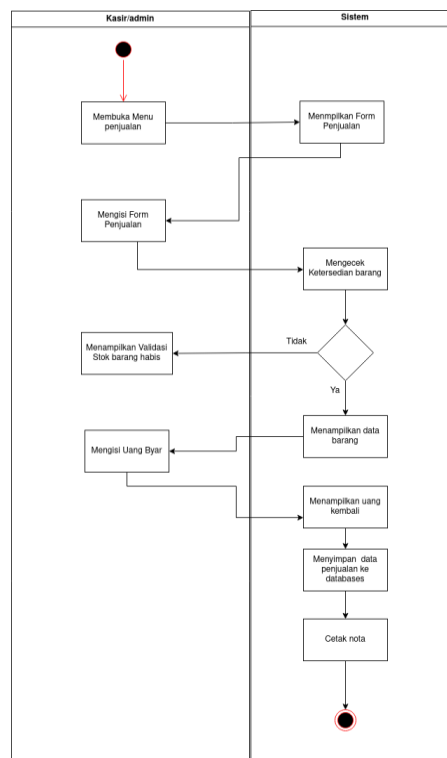 Kasir/admin
Sistem
Membuka Menu
penjualan
Menmpilkan Form
Penjualan
Mengisi Form
Penjualan
Mengecek
Ketersedian barang
Tidak
Menampilkan Validasi
Stok barang habis
Ya
Menampilkan data
barang
Mengisi Uang Byar
Menampilkan uang
kembali
Menyimpan data
penjualan ke
databases
Cetak nota